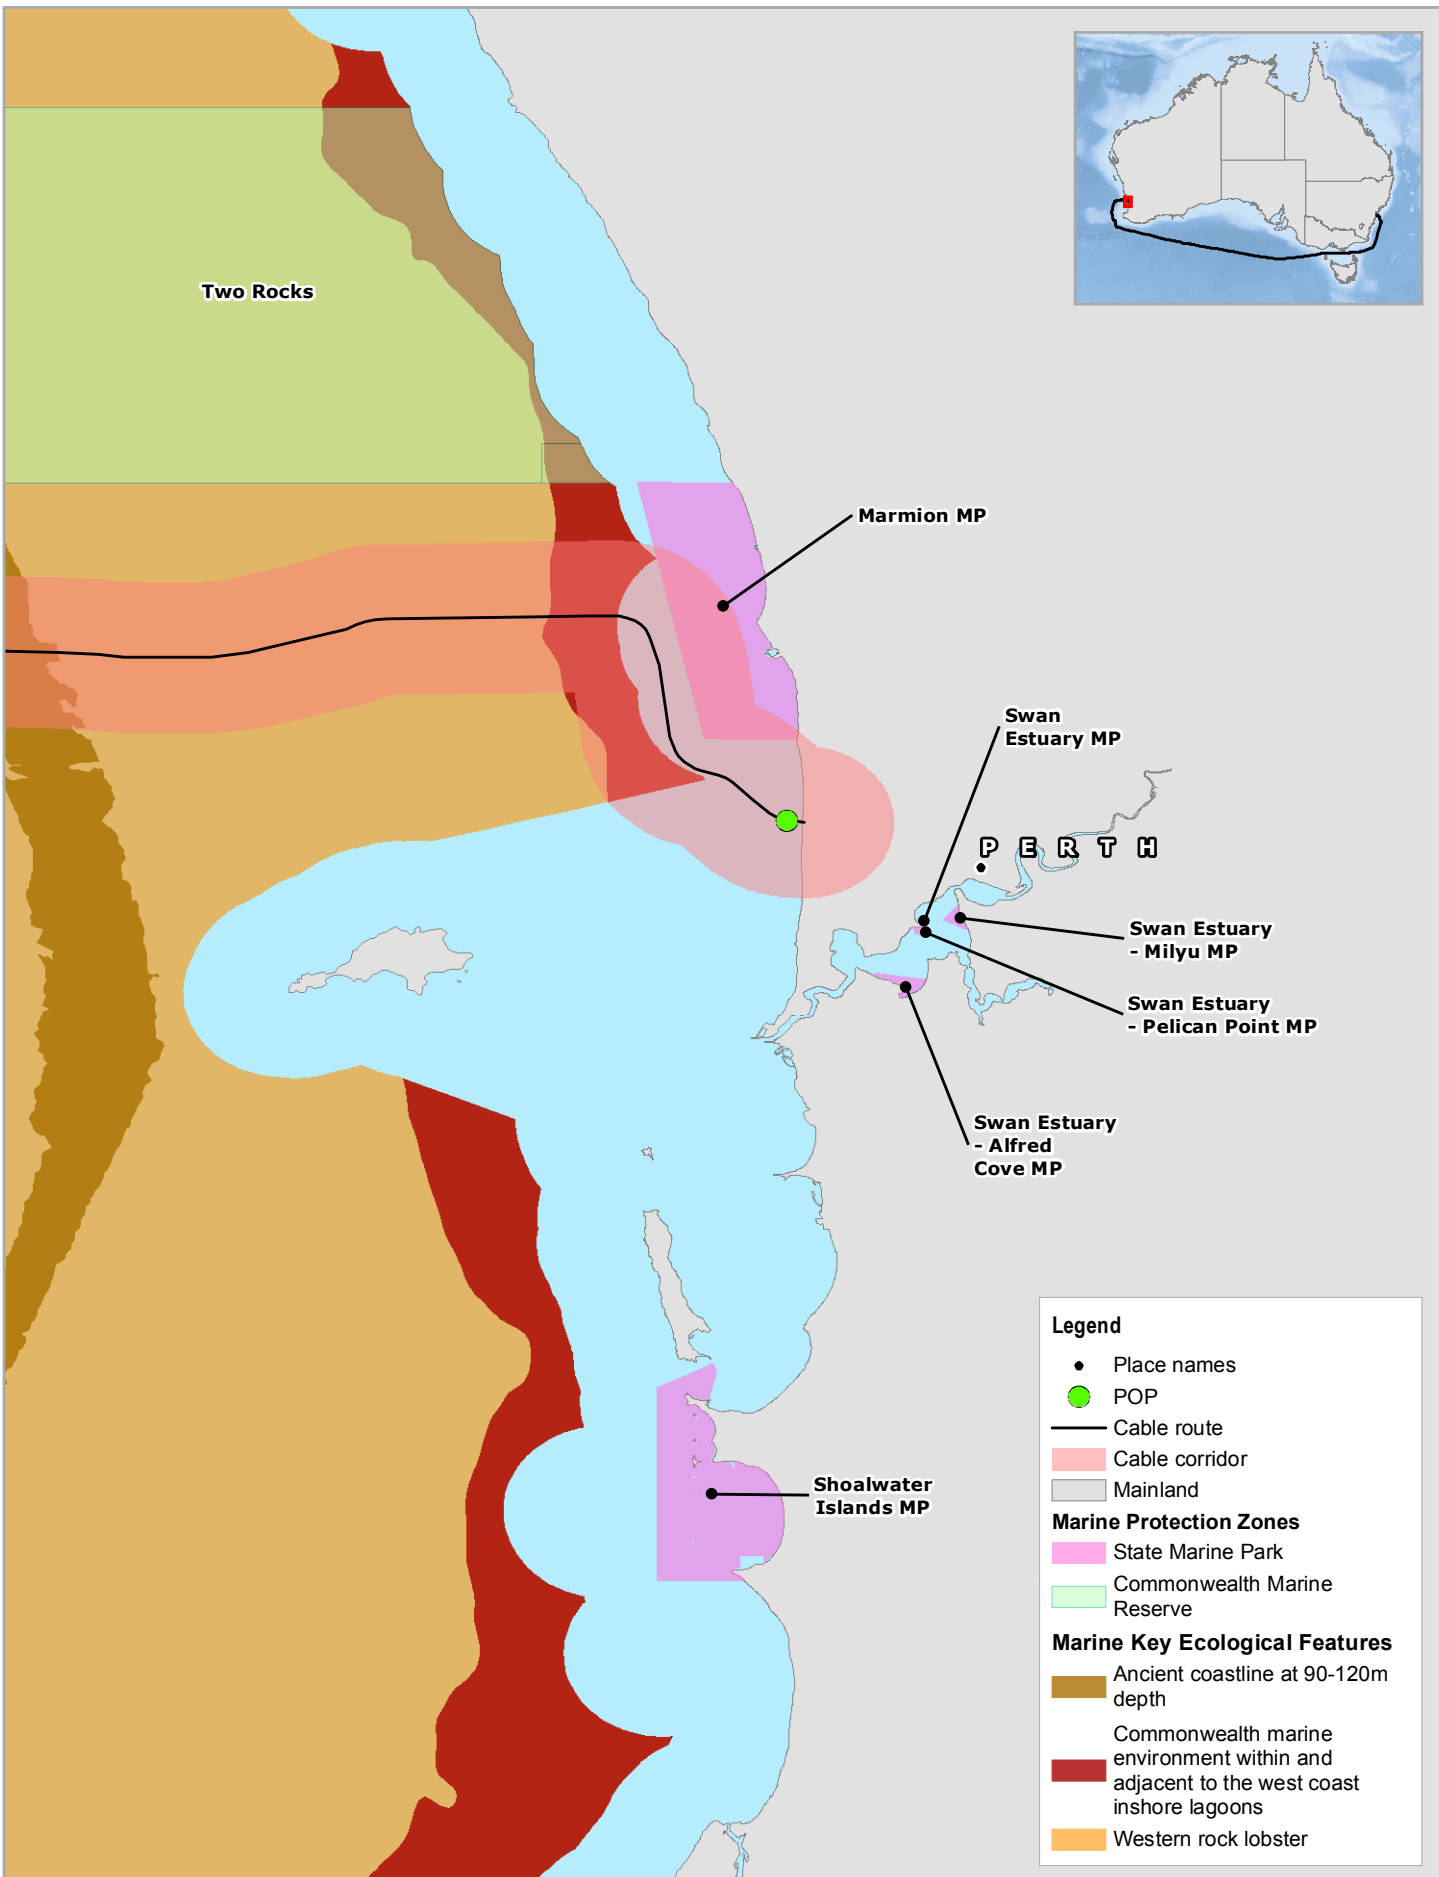 Two Rocks
Marmion MP
Swan
Estuary MP
P E R T H
Swan Estuary
- Milyu MP
Swan Estuary
- Pelican Point MP
Swan Estuary
- Alfred
Cove MP
Shoalwater
Islands MP
Legend
Place names
POP
Cable route
Cable corridor
Mainland
Marine Protection Zones
State Marine Park
Commonwealth Marine
Reserve
Marine Key Ecological Features
Ancient coastline at 90-120m
depth
Commonwealth marine
environment within and
adjacent to the west coast
inshore lagoons
Western rock lobster